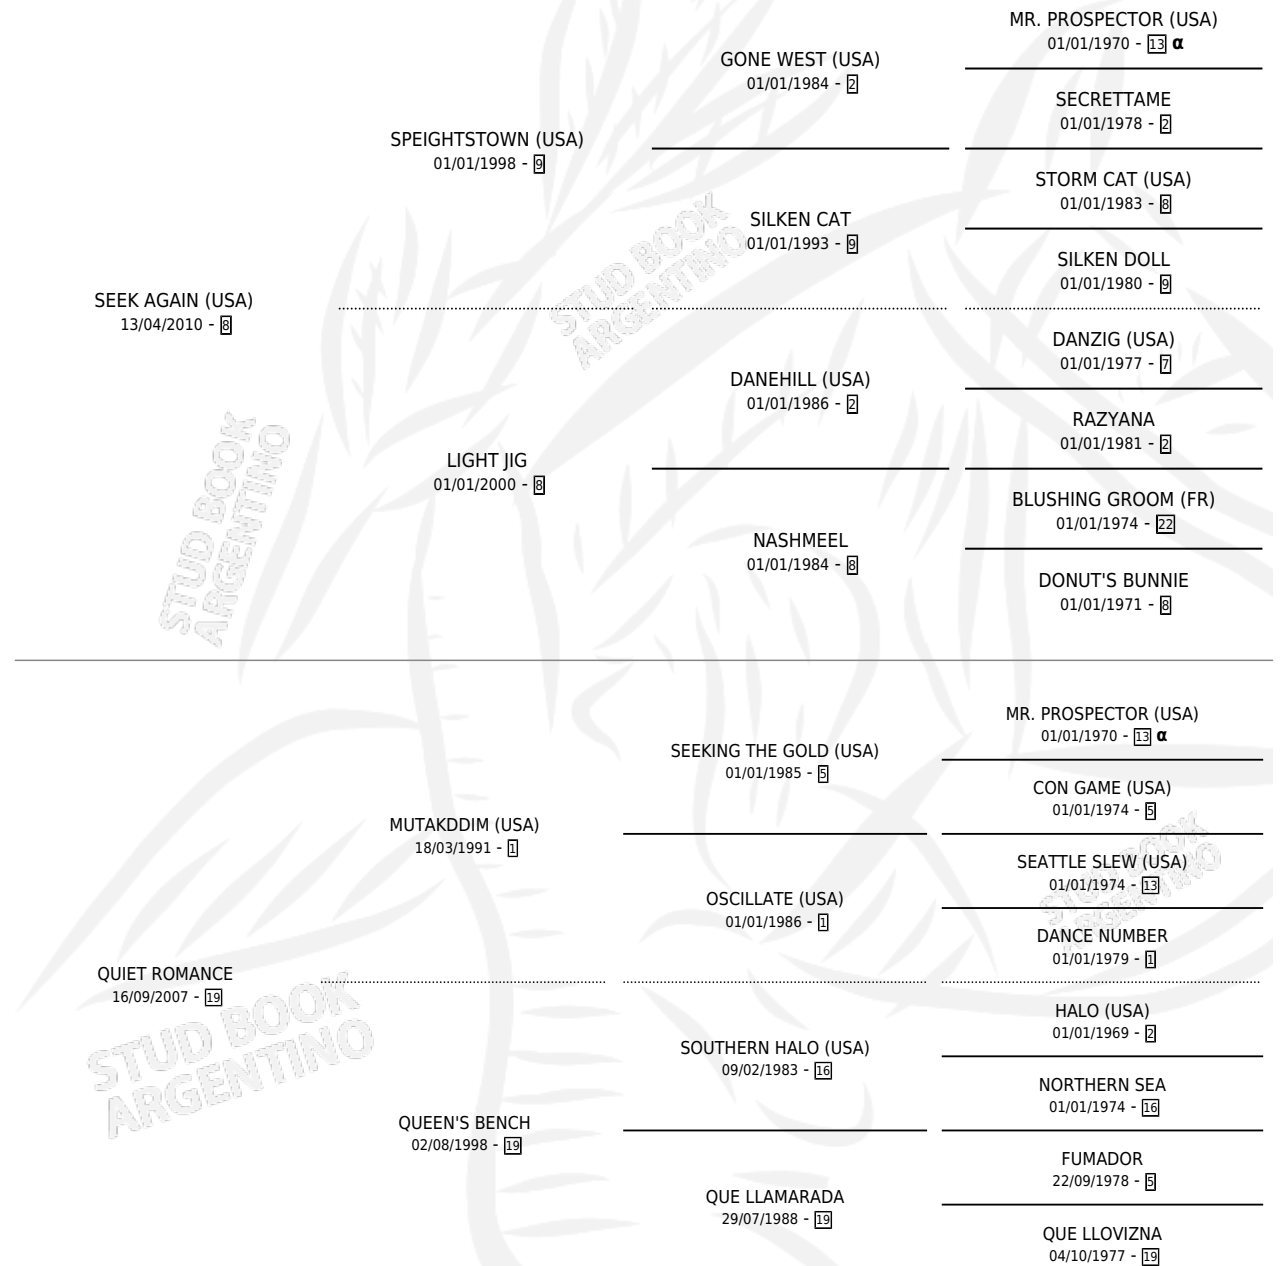 MR. PROSPECTOR (USA)
01/01/1970 - 13 α
GONE WEST (USA)
01/01/1984 - 2
SECRETTAME
01/01/1978 - 2
SPEIGHTSTOWN (USA)
01/01/1998 - 9
STORM CAT (USA)
01/01/1983 - 8
SILKEN CAT
01/01/1993 - 9
SILKEN DOLL
01/01/1980 - 9
SEEK AGAIN (USA)
13/04/2010 - 8
DANZIG (USA)
01/01/1977 - 7
DANEHILL (USA)
01/01/1986 - 2
RAZYANA
01/01/1981 - 2
LIGHT JIG
01/01/2000 - 8
BLUSHING GROOM (FR)
01/01/1974 - 22
NASHMEEL
01/01/1984 - 8
DONUT'S BUNNIE
01/01/1971 - 8
MR. PROSPECTOR (USA)
01/01/1970 - 13 α
SEEKING THE GOLD (USA)
01/01/1985 - 5
CON GAME (USA)
01/01/1974 - 5
MUTAKDDIM (USA)
18/03/1991 - 1
SEATTLE SLEW (USA)
01/01/1974 - 13
OSCILLATE (USA)
01/01/1986 - 1
DANCE NUMBER
01/01/1979 - 1
QUIET ROMANCE
16/09/2007 - 19
HALO (USA)
01/01/1969 - 2
SOUTHERN HALO (USA)
09/02/1983 - 16
NORTHERN SEA
01/01/1974 - 16
QUEEN'S BENCH
02/08/1998 - 19
FUMADOR
22/09/1978 - 5
QUE LLAMARADA
29/07/1988 - 19
QUE LLOVIZNA
04/10/1977 - 19
STUD BOOK
ARGENTINO
STUD BOOK
ARGENTINO
STUD BOOK
ARGENTINO
STUD BOOK
ARGENTINO